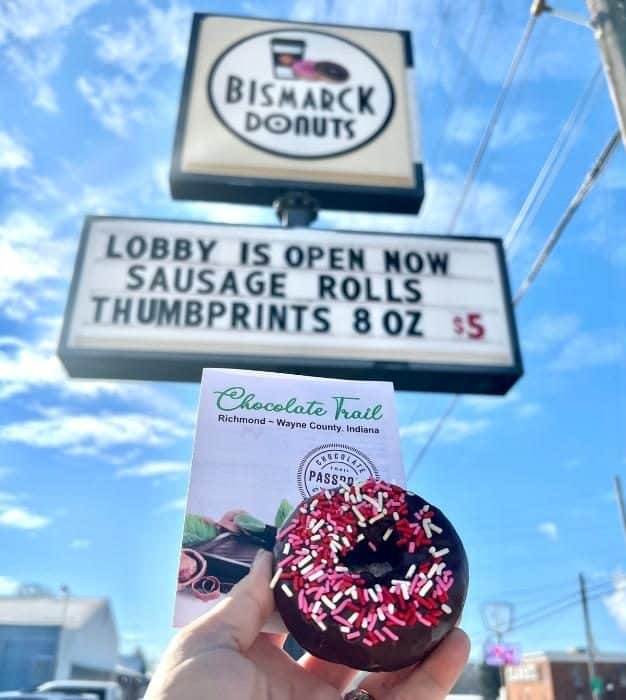 BISMARCK
DONUTS
LOBBY IS OPEN NOW
SAUSAGE ROLLS
THUMBPRINTS 8 OZ $5
Chocolate Trail
Richmond ~ Wayne County, Indiana
CHOCOLATE
TRAIL